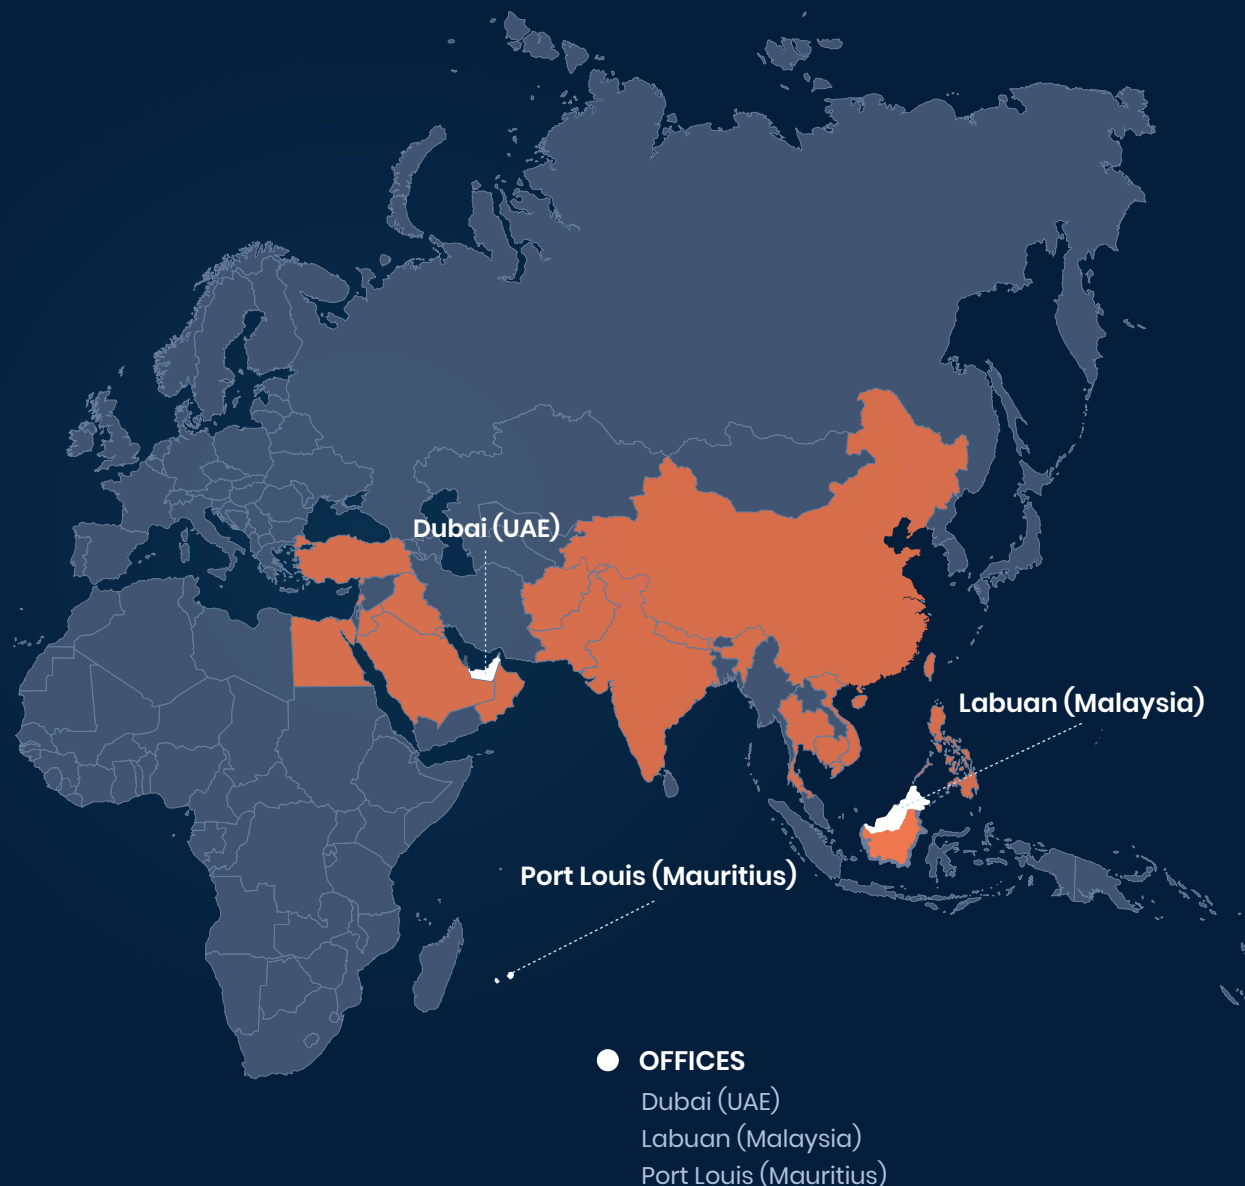 Dubai (UAE)
Labuan (Malaysia)
Port Louis (Mauritius)
OFFICES
Dubai (UAE)
Labuan (Malaysia)
Port Louis (Mauritius)